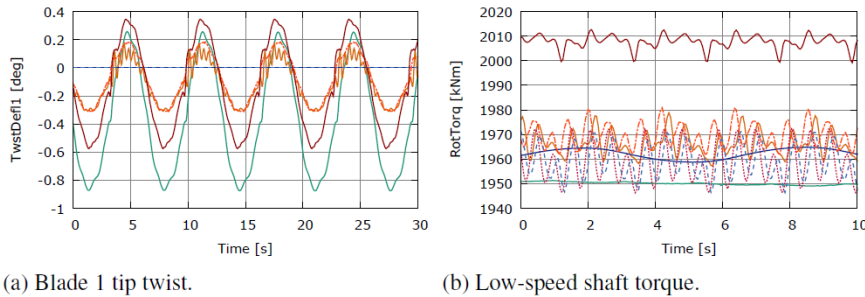 0.4
0.2
0
-0.2
-0.4
-0.6
-0.8
-1
TwstDefl1 [deg]
0 5 10 15 20 25 30
Time [s]
2020
2010
2000
1990
1980
1970
1960
1950
1940
RotTorq [kNm]
0 2 4 6 8 10
Time [s]
(a) Blade 1 tip twist.
(b) Low-speed shaft torque.